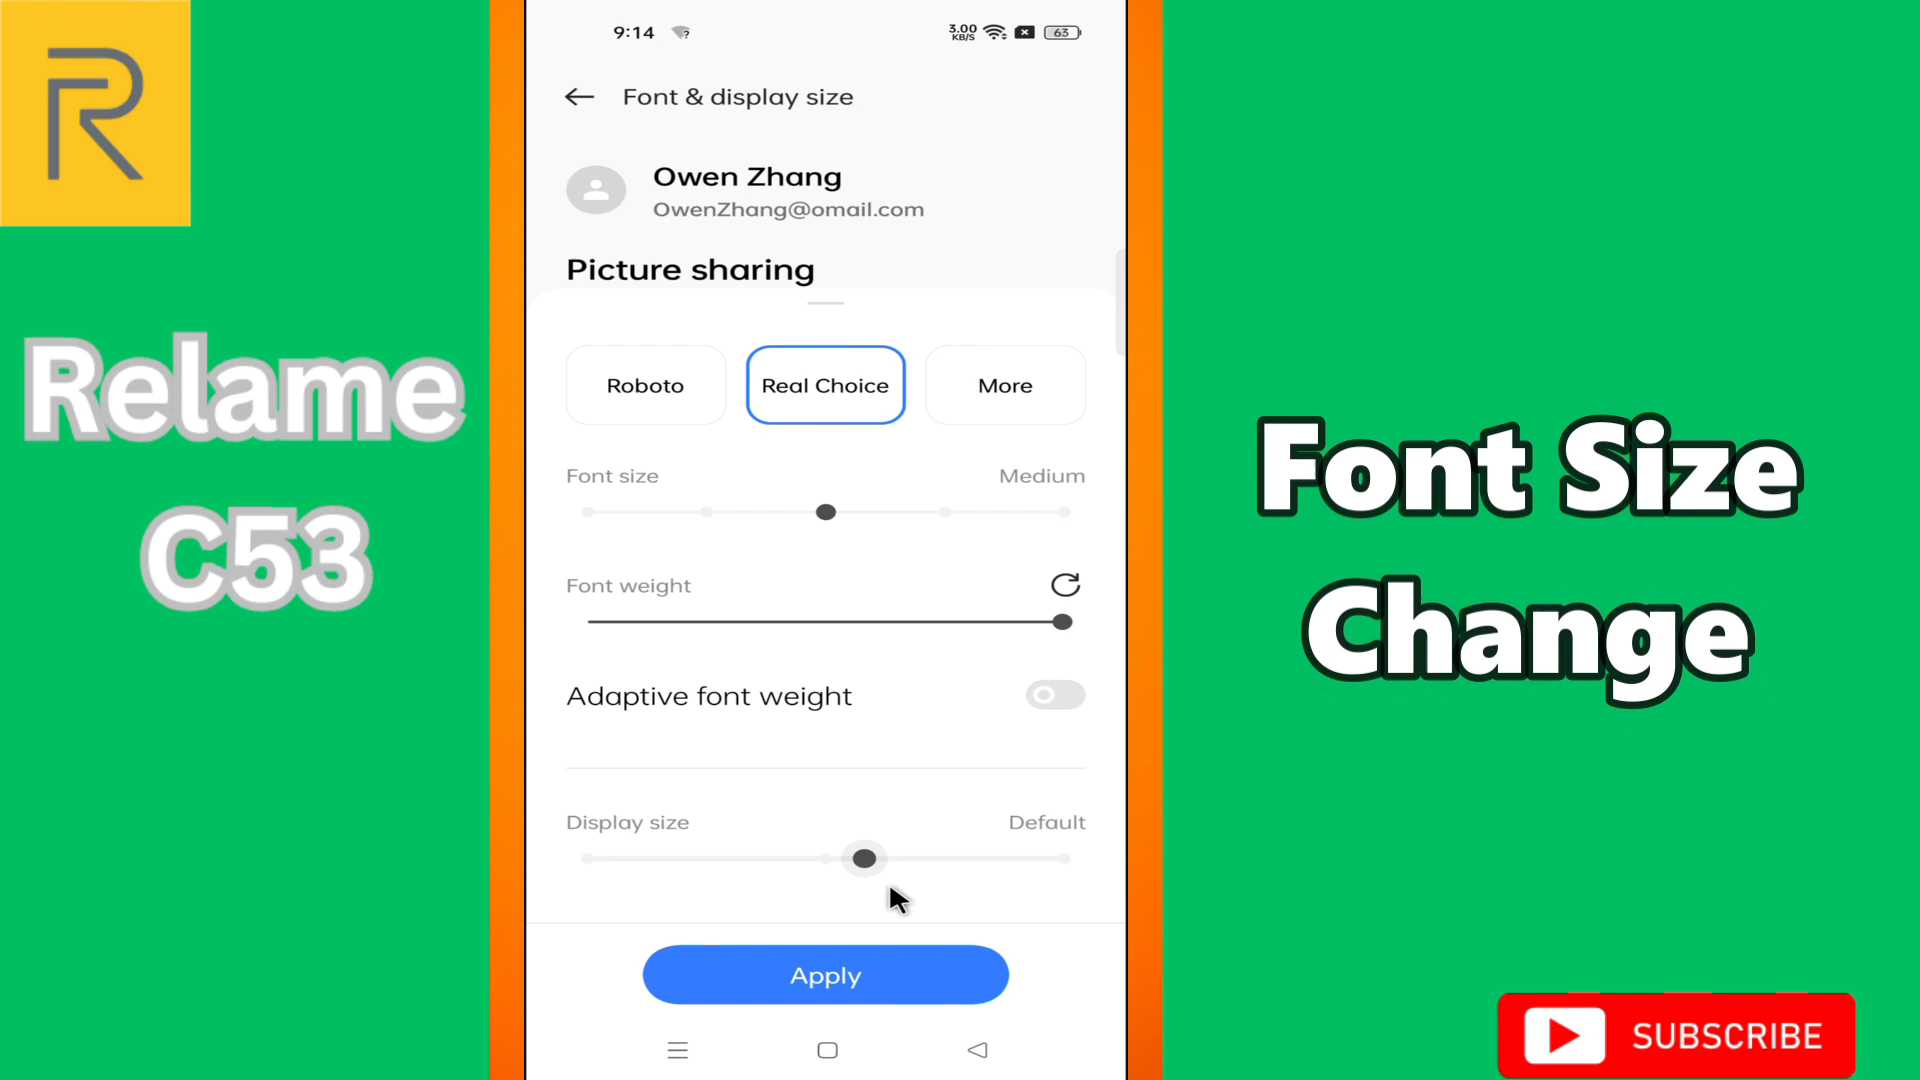 R
Relame
C53
9:14
3.00
KB/S
63
Font & display size
Owen Zhang
OwenZhang@omail.com
Picture sharing
Roboto
Real Choice
More
Font size
Medium
Font weight
Adaptive font weight
Display size
Default
Apply
Font Size
Change
SUBSCRIBE